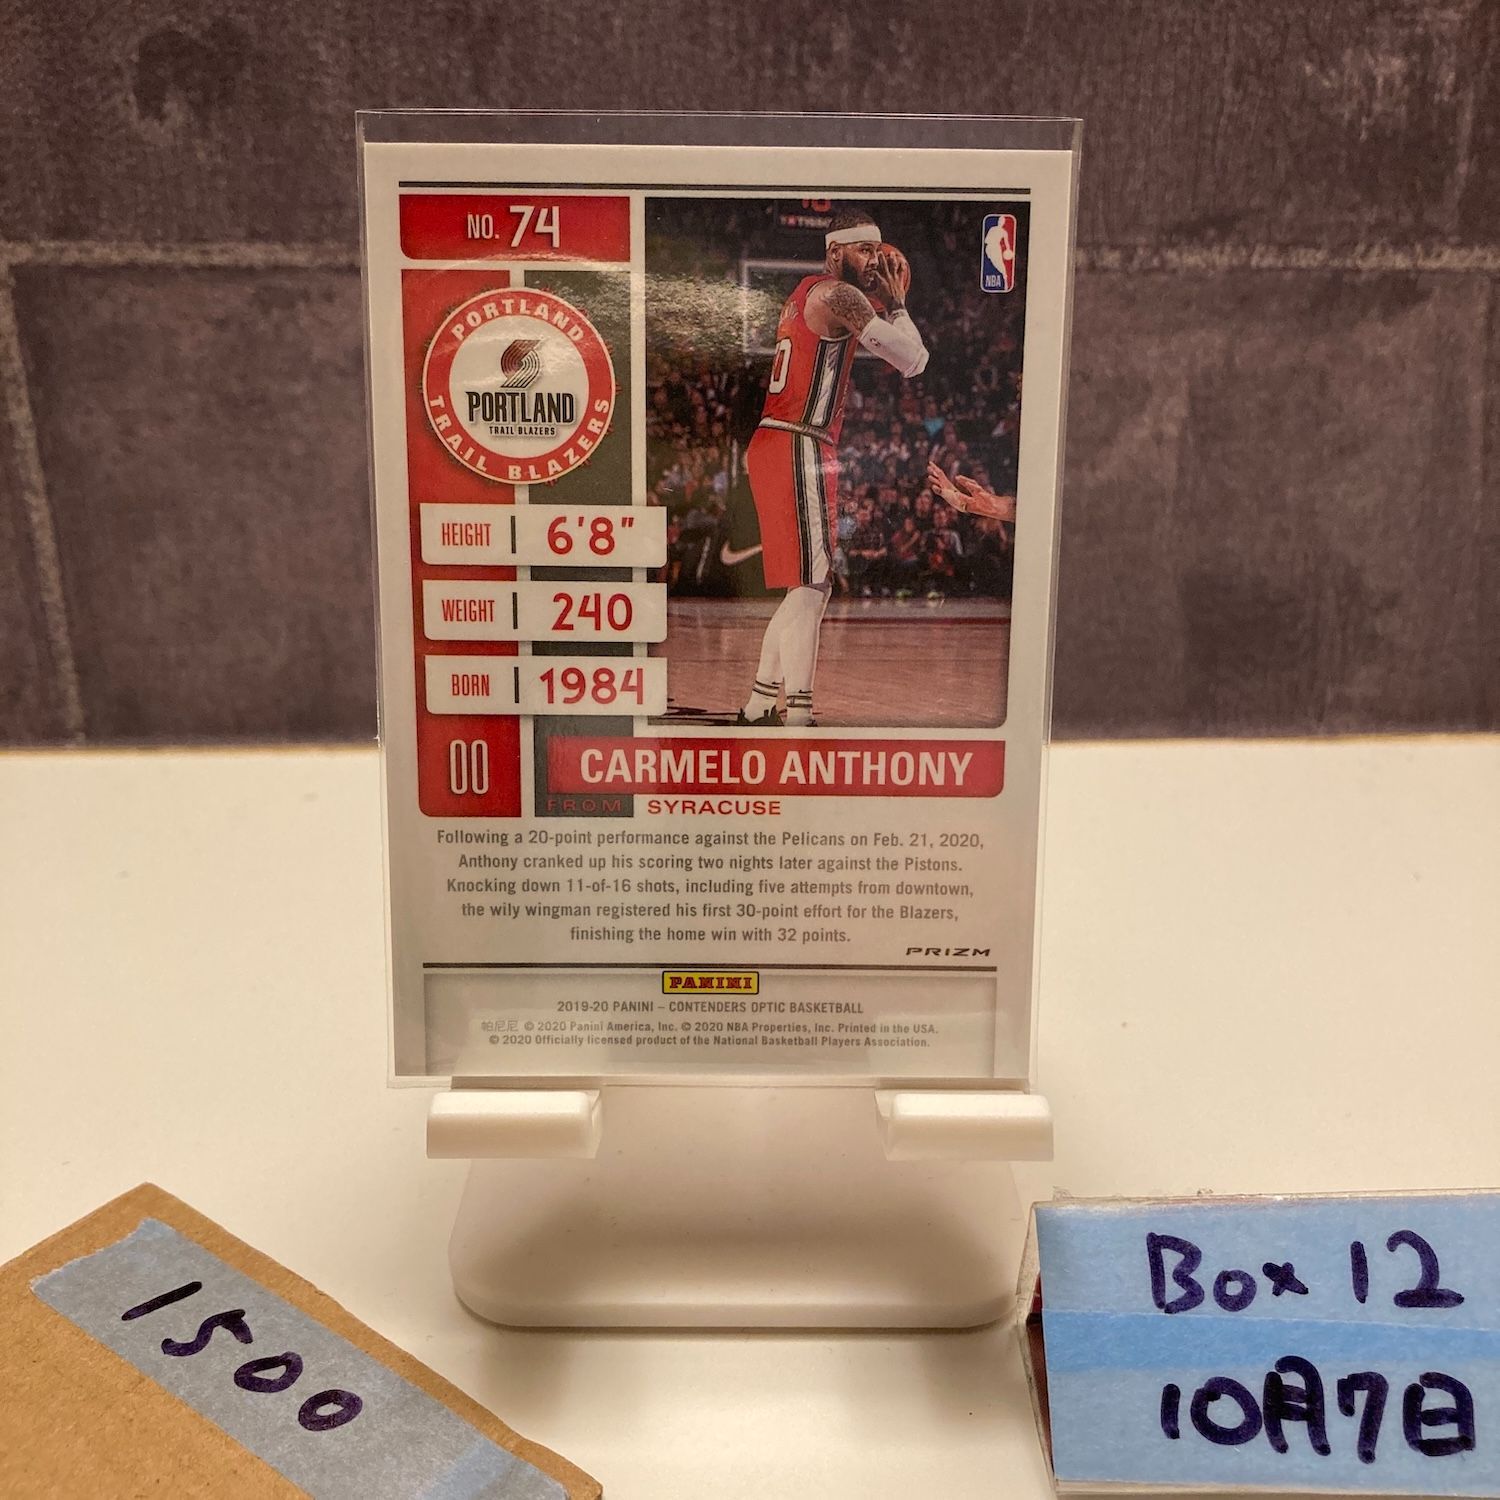 NO. 74
NBA
PORTLAND
TRAIL BLAZERS
PORTLAND
TRAIL BLAZERS
HEIGHT | 6'8"
WEIGHT | 240
BORN | 1984
00
CARMELO ANTHONY
FROM SYRACUSE
Following a 20-point performance against the Pelicans on Feb. 21, 2020,
Anthony cranked up his scoring two nights later against the Pistons.
Knocking down 11-of-16 shots, including five attempts from downtown,
the wily wingman registered his first 30-point effort for the Blazers,
finishing the home win with 32 points.
PRIZM
PANINI
2019-20 PANINI – CONTENDERS OPTIC BASKETBALL
帕尼尼 © 2020 Panini America, Inc. © 2020 NBA Properties, Inc. Printed in the USA.
© 2020 Officially licensed product of the National Basketball Players Association.
1500
Box 12
10月7日